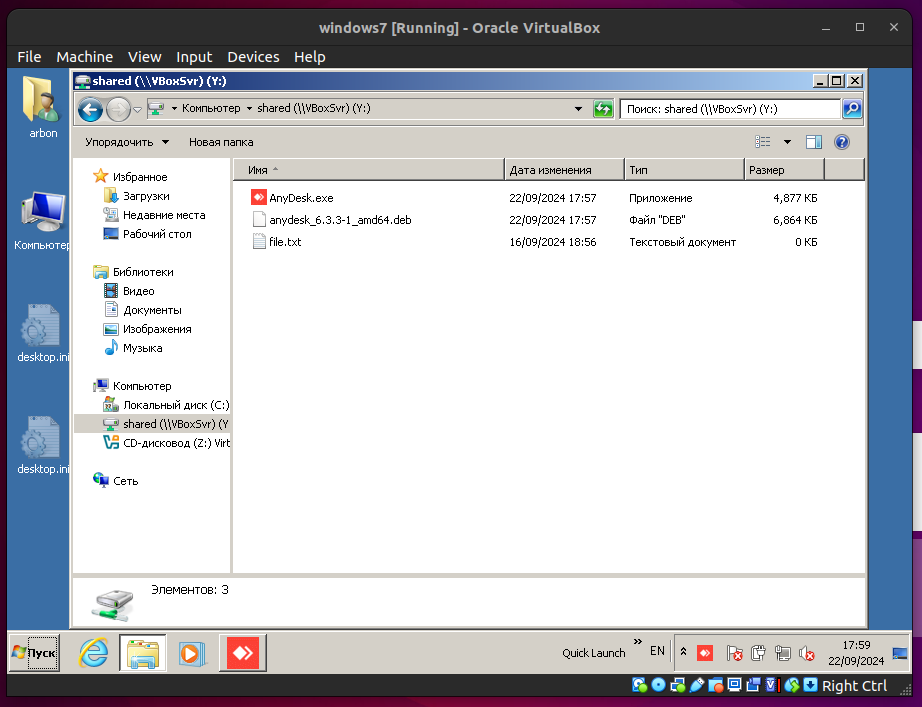 windows7 [Running] - Oracle VirtualBox
File Machine View Input Devices Help
shared (\\VBoxSvr) (Y:)
Компьютер shared (\\VBoxSvr) (Y:)
Поиск: shared (\\VBoxSvr) (Y:)
Упорядочить Новая папка
arbon
Компьютер
desktop.ini
desktop.ini
Избранное
Загрузки
Недавние места
Рабочий стол
Библиотеки
Видео
Документы
Изображения
Музыка
Компьютер
Локальный диск (C:)
shared (\\VBoxSvr) (Y
CD-дисковод (Z:) Virt
Сеть
Имя Дата изменения Тип Размер
AnyDesk.exe 22/09/2024 17:57 Приложение 4,877 КБ
anydesk_6.3.3-1_amd64.deb 22/09/2024 17:57 Файл "DEB" 6,864 КБ
file.txt 16/09/2024 18:56 Текстовый документ 0 КБ
Элементов: 3
Пуск
Quick Launch
EN
17:59
22/09/2024
Right Ctrl